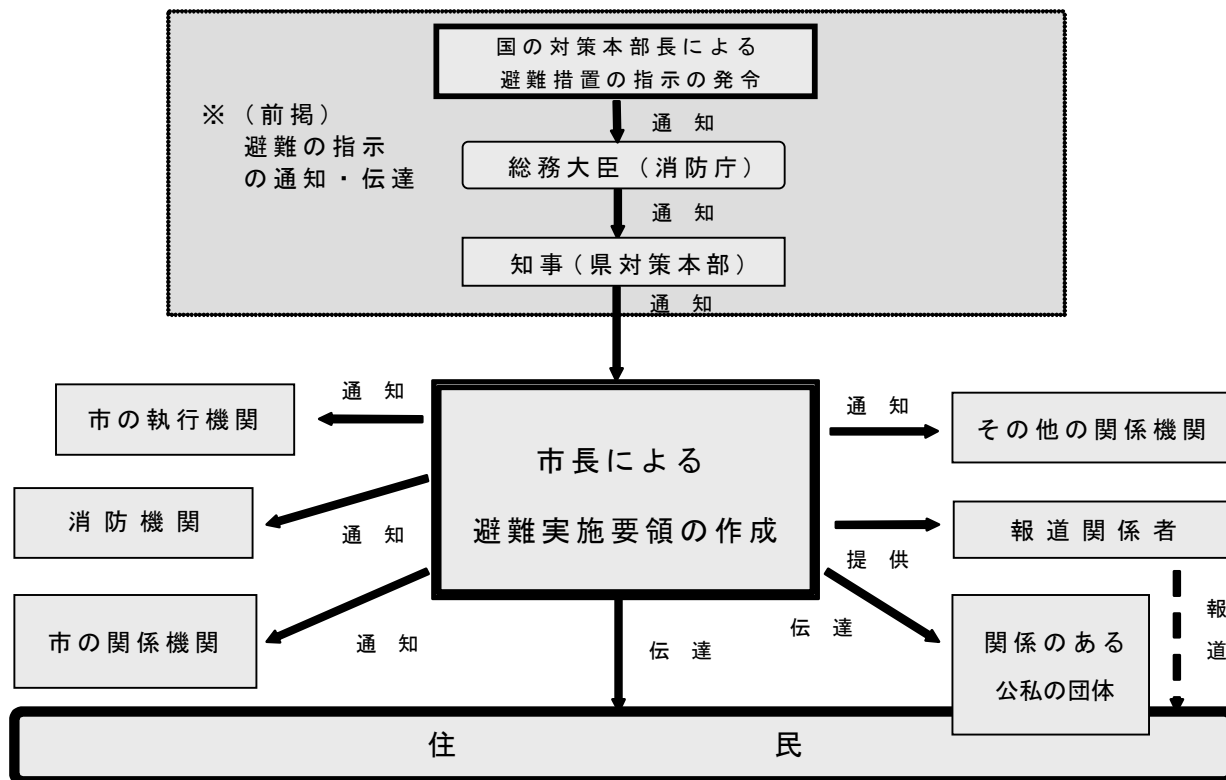 国の対策本部長による
避難措置の指示の発令
通 知
※（前掲）
避難の指示
の通知・伝達
総務大臣（消防庁）
通 知
知事（県対策本部）
通 知
通 知
市の執行機関
市長による
避難実施要領の作成
通 知
その他の関係機関
消防機関
通 知
報道関係者
提 供
市の関係機関
通 知
伝 達
伝 達
関係のある
公私の団体
報
道
住 民